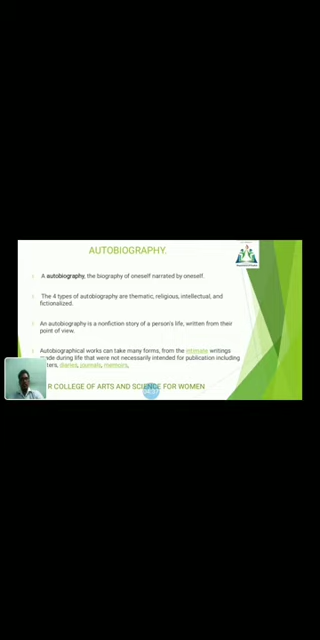 AUTOBIOGRAPHY.
A autobiography, the biography of oneself narrated by oneself.
The 4 types of autobiography are thematic, religious, intellectual, and
fictionalized.
An autobiography is a nonfiction story of a person's life, written from their
point of view.
Autobiographical works can take many forms, from the intimate writings
made during life that were not necessarily intended for publication including
letters, diaries, journals, memoirs,
R COLLEGE OF ARTS AND SCIENCE FOR WOMEN